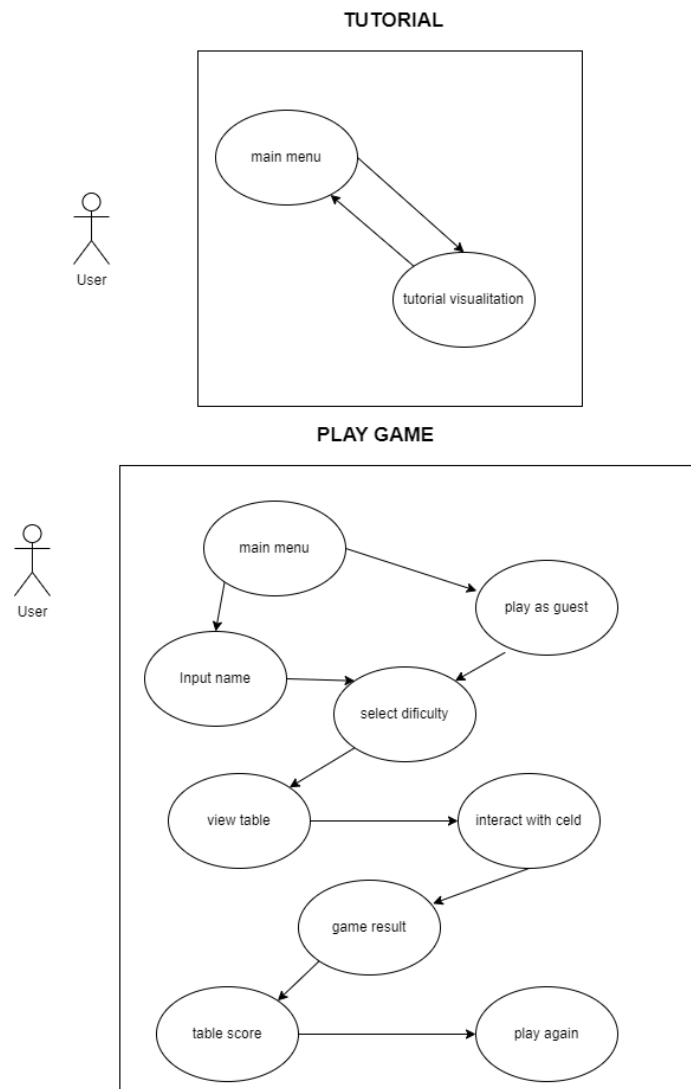 TUTORIAL
main menu
User
tutorial visualitation
PLAY GAME
main menu
User
play as guest
Input name
select dificulty
view table
interact with celd
game result
table score
play again